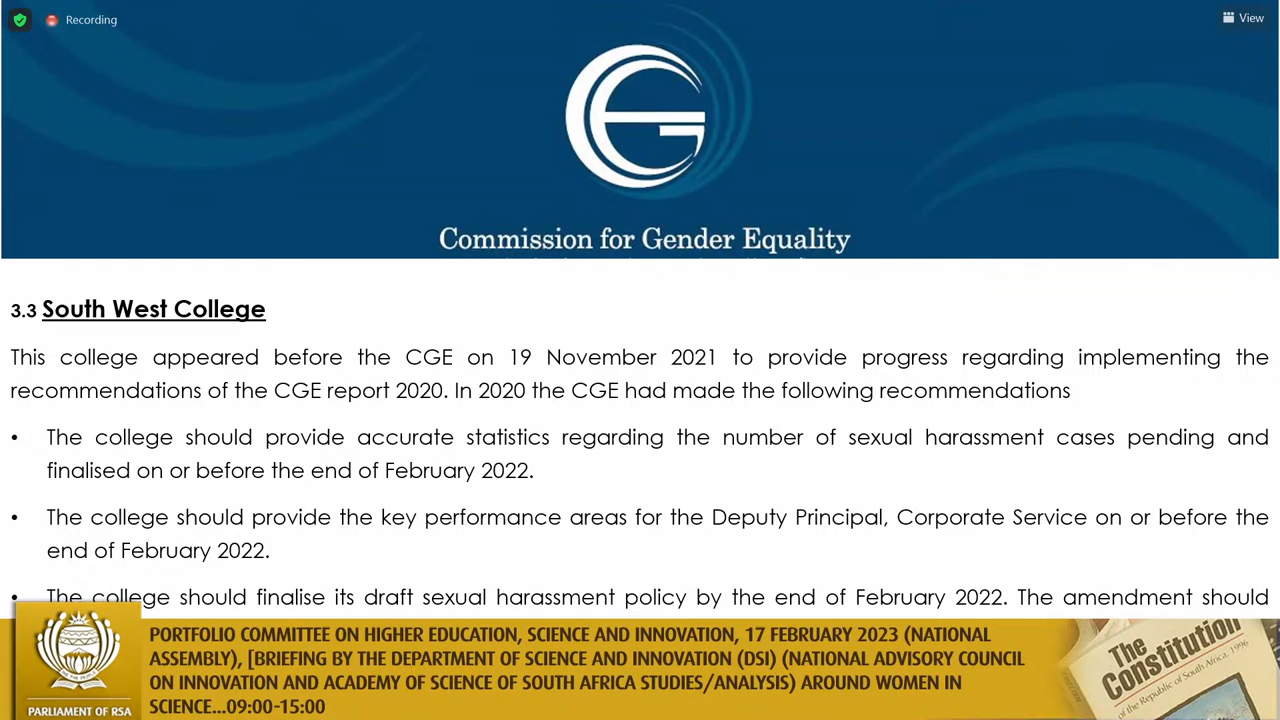 Recording
View
Commission for Gender Equality
3.3 South West College
This college appeared before the CGE on 19 November 2021 to provide progress regarding implementing the
recommendations of the CGE report 2020. In 2020 the CGE had made the following recommendations
• The college should provide accurate statistics regarding the number of sexual harassment cases pending and
finalised on or before the end of February 2022.
• The college should provide the key performance areas for the Deputy Principal, Corporate Service on or before the
end of February 2022.
• The college should finalise its draft sexual harassment policy by the end of February 2022. The amendment should
PORTFOLIO COMMITTEE ON HIGHER EDUCATION, SCIENCE AND INNOVATION, 17 FEBRUARY 2023 (NATIONAL
ASSEMBLY), [BRIEFING BY THE DEPARTMENT OF SCIENCE AND INNOVATION (DSI) (NATIONAL ADVISORY COUNCIL
ON INNOVATION AND ACADEMY OF SCIENCE OF SOUTH AFRICA STUDIES/ANALYSIS) AROUND WOMEN IN
SCIENCE...09:00-15:00
PARLIAMENT OF RSA
The
Constitution
of the Republic of South Africa, 1996